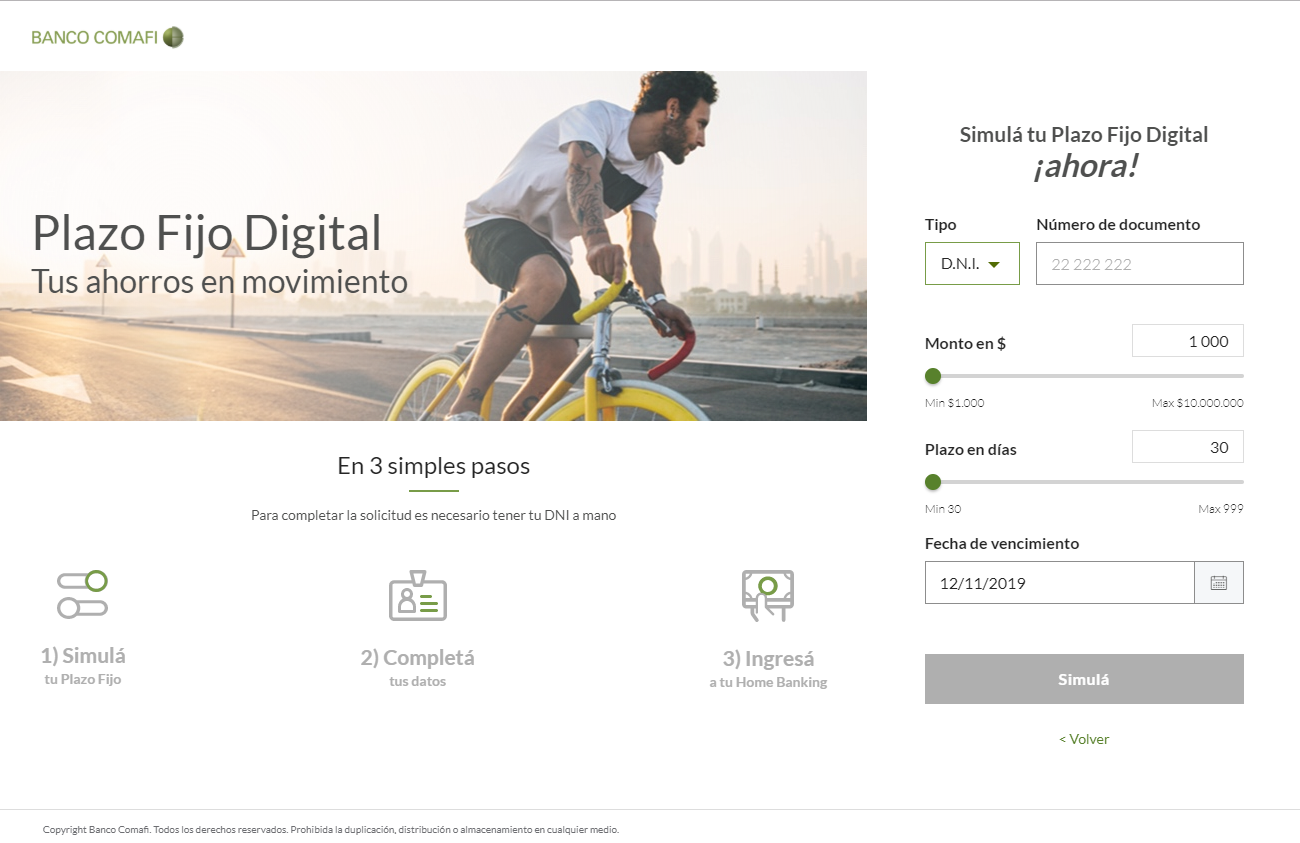 BANCO COMAFI
Plazo Fijo Digital
Tus ahorros en movimiento
En 3 simples pasos
Para completar la solicitud es necesario tener tu DNI a mano
1) Simulá
tu Plazo Fijo
2) Completá
tus datos
3) Ingresá
a tu Home Banking
Simulá tu Plazo Fijo Digital
¡ahora!
Tipo
Número de documento
D.N.I.
22 222 222
Monto en $
1 000
Min $1.000
Max $10.000.000
Plazo en días
30
Min 30
Max 999
Fecha de vencimiento
12/11/2019
Simulá
< Volver
Copyright Banco Comafi. Todos los derechos reservados. Prohibida la duplicación, distribución o almacenamiento en cualquier medio.